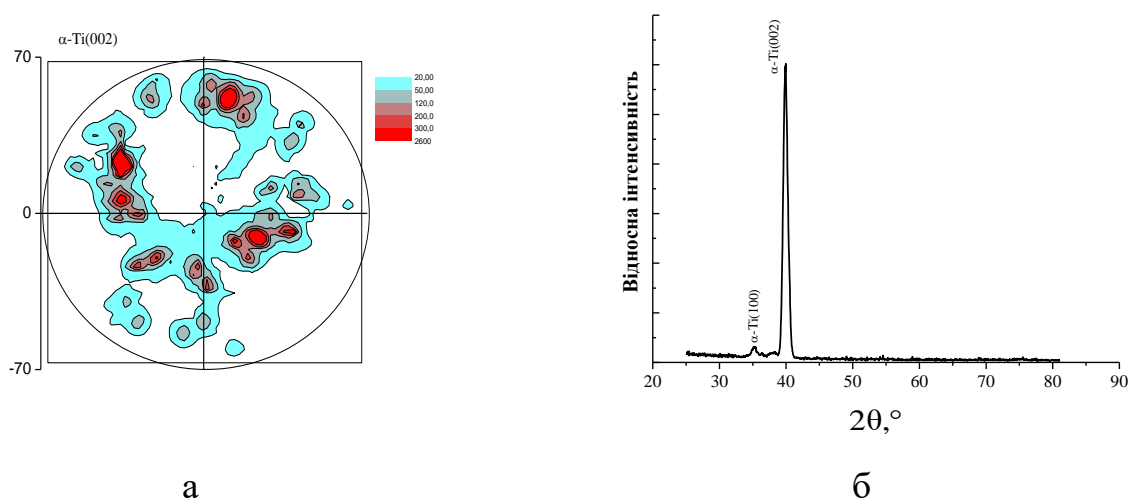 α-Ti(002)
70
0
-70
20,00
50,00
120,0
200,0
300,0
2600
а
α-Ti(002)
α-Ti(100)
Відносна інтенсивність
20 30 40 50 60 70 80 90
2θ,°
б